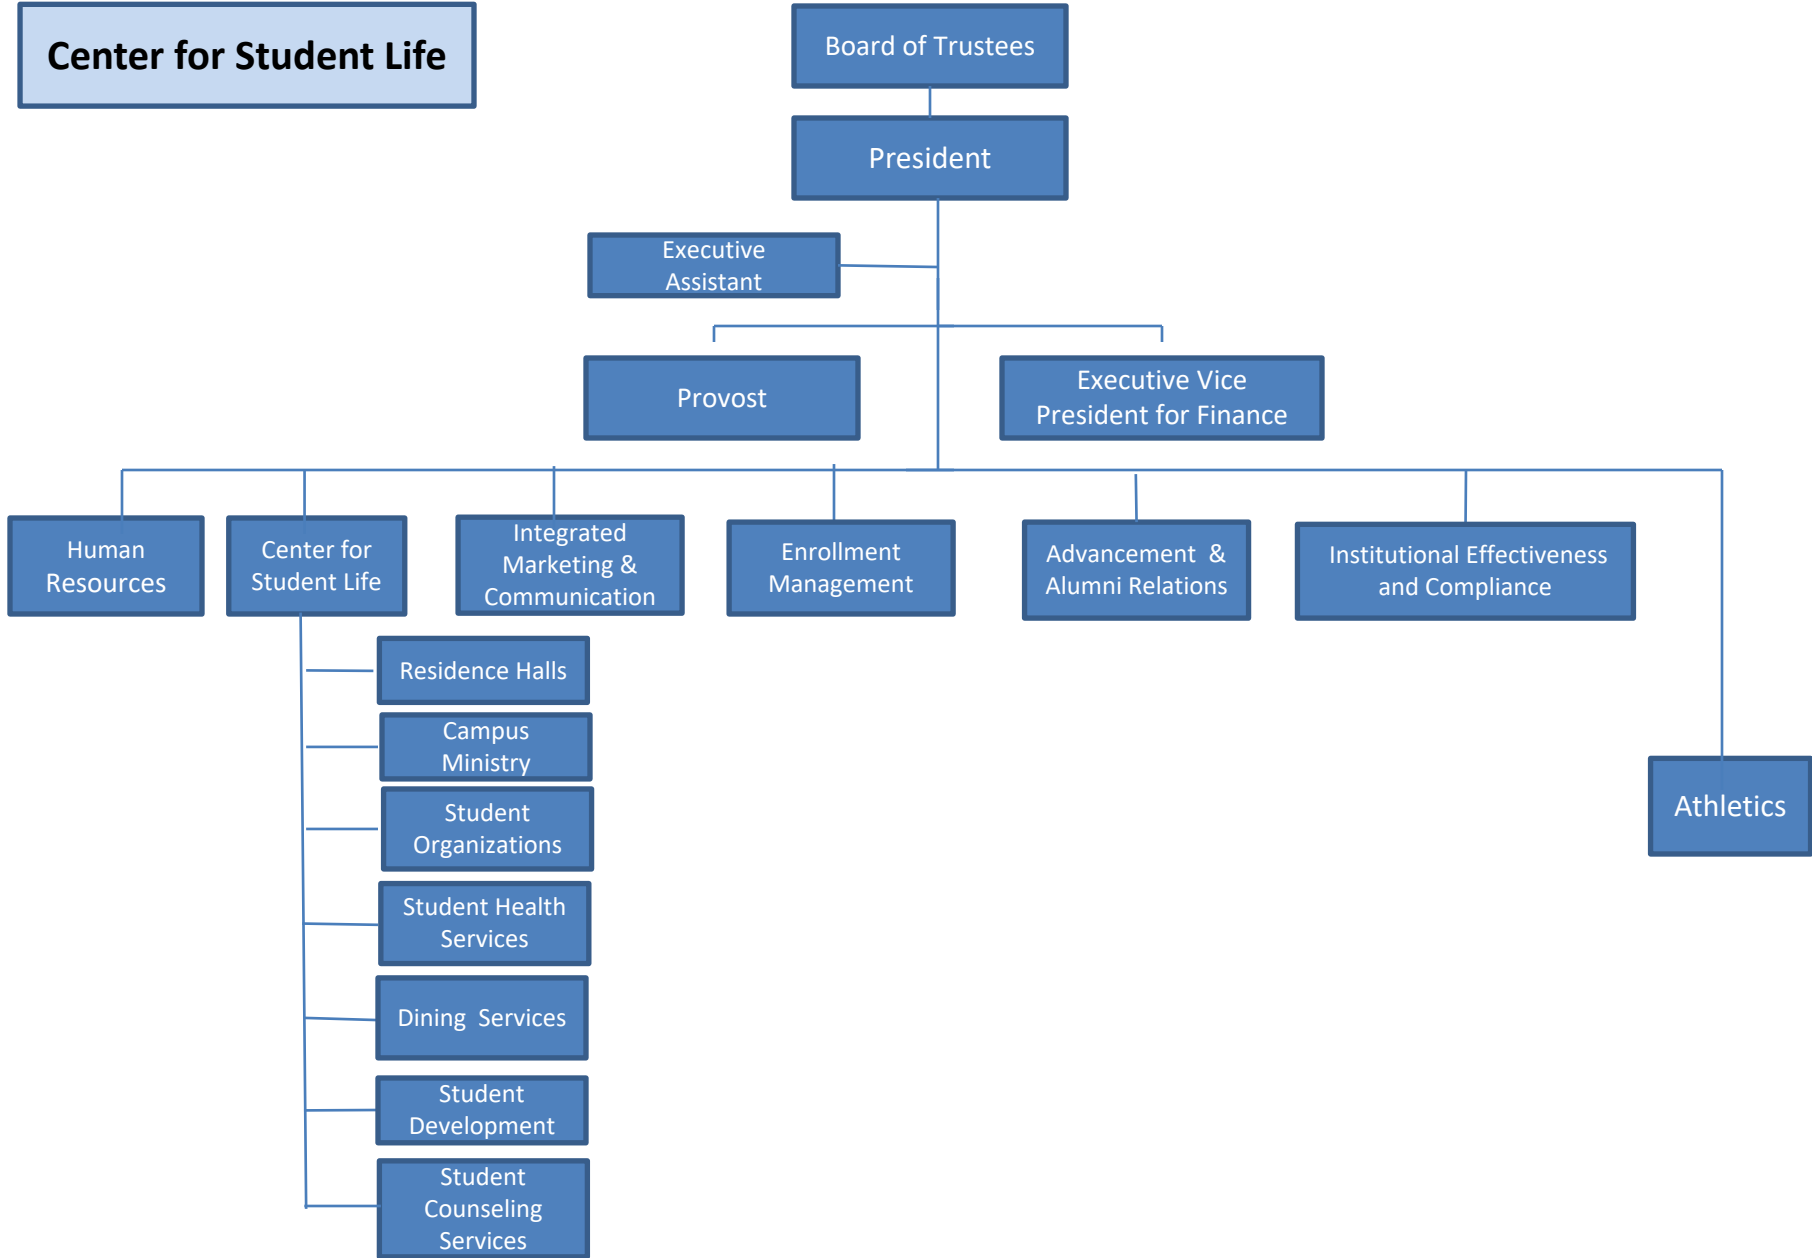 Center for Student Life
Board of Trustees
President
Executive
Assistant
Provost
Executive Vice
President for Finance
Human
Resources
Center for
Student Life
Integrated
Marketing &
Communication
Enrollment
Management
Advancement &
Alumni Relations
Institutional Effectiveness
and Compliance
Residence Halls
Campus
Ministry
Student
Organizations
Athletics
Student Health
Services
Dining Services
Student
Development
Student
Counseling
Services